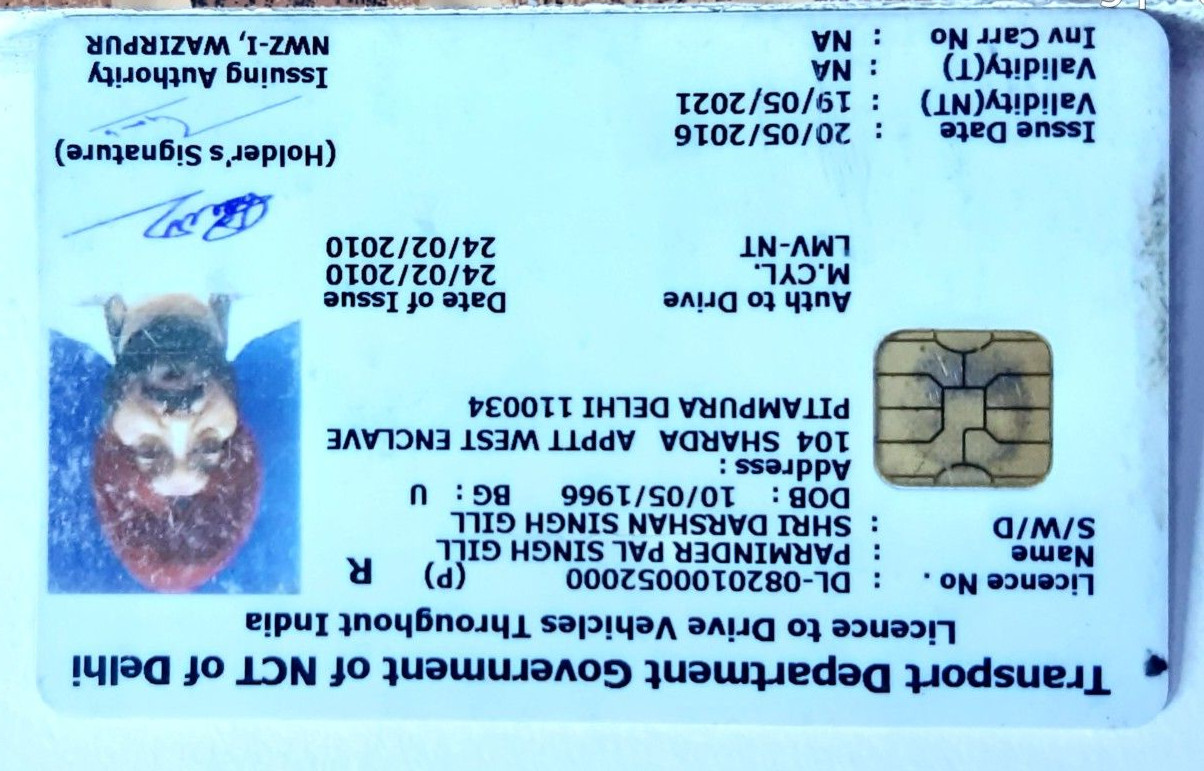 Transport Department Government of NCT of Delhi
Licence to Drive Vehicles Throughout India
Licence No. : DL-0820100052000 (P) R
Name : PARMINDER PAL SINGH GILL
S/W/D : SHRI DARSHAN SINGH GILL
DOB: 10/05/1966 BG: U
Address:
104 SHARDA APPTT WEST ENCLAVE
PITAMPURA DELHI 110034
Auth to Drive Date of Issue
M.CYL. 24/02/2010
LMV-NT 24/02/2010
(Holder's Signature)
Issue Date : 20/05/2016
Validity(NT) : 19/05/2021
Validity(T) : NA
Inv Carr No : NA
Issuing Authority
NWZ-I, WAZIRPUR